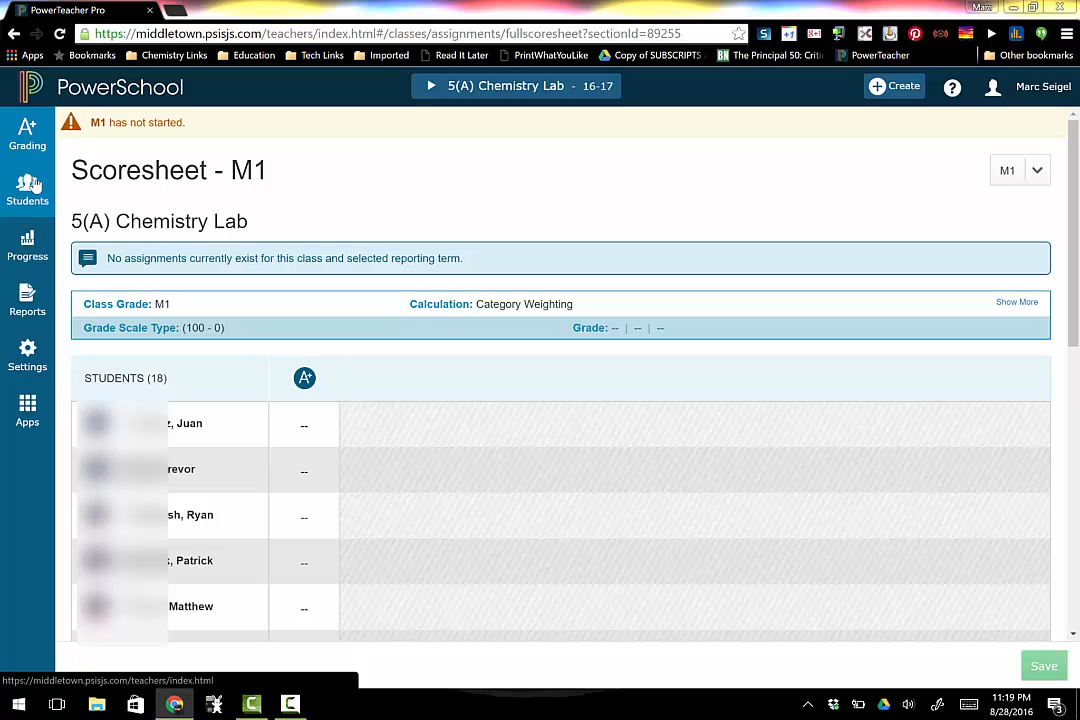 PowerTeacher Pro
Marc
https://middletown.psisjs.com/teachers/index.html#/classes/assignments/fullscoresheet?sectionId=89255
Apps Bookmarks Chemistry Links Education Tech Links Imported Read It Later PrintWhatYouLike Copy of SUBSCRIPTS The Principal 50: Criti PowerTeacher Other bookmarks
PowerSchool
5(A) Chemistry Lab - 16-17
Create
Marc Seigel
Grading
Students
Progress
Reports
Settings
Apps
M1 has not started.
Scoresheet - M1
M1
5(A) Chemistry Lab
No assignments currently exist for this class and selected reporting term.
Class Grade: M1 Calculation: Category Weighting Show More
Grade Scale Type: (100 - 0) Grade: -- | -- | --
STUDENTS (18) A+
z, Juan --
revor --
sh, Ryan --
k, Patrick --
Matthew --
Save
https://middletown.psisjs.com/teachers/index.html
11:19 PM
8/28/2016
3